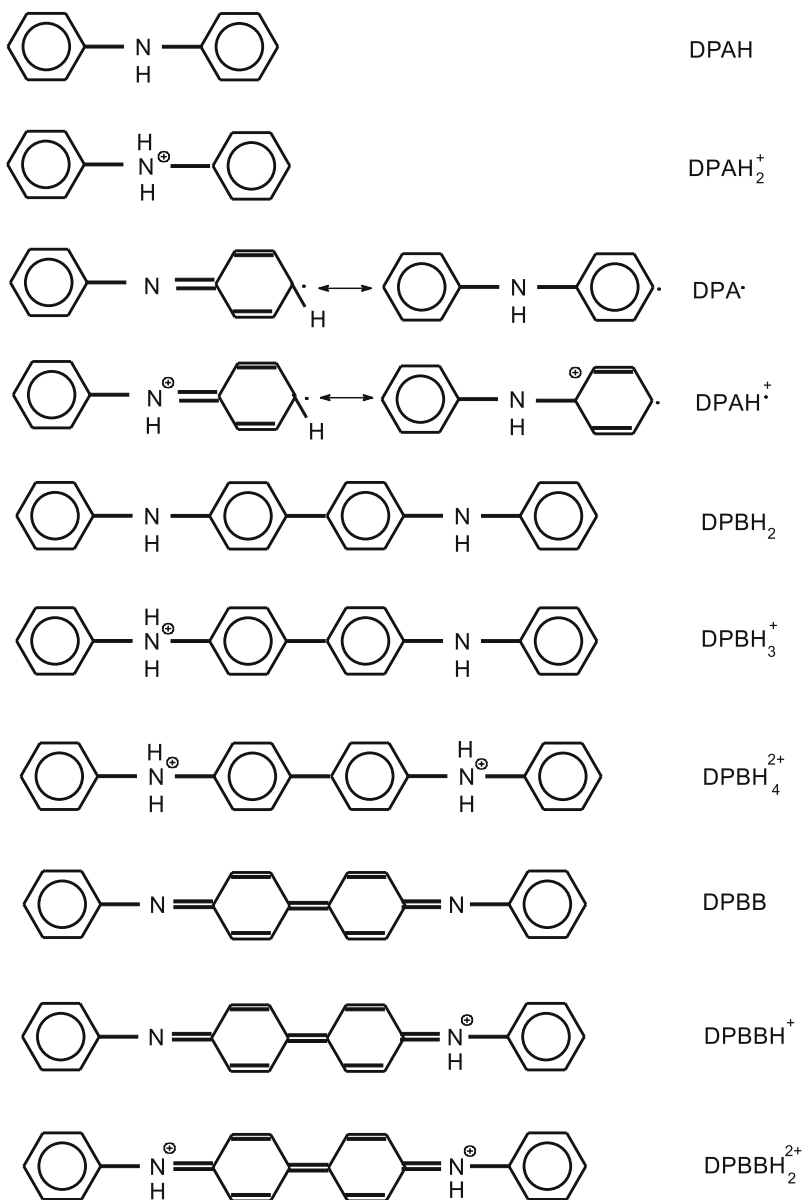 N H DPAH
H N ⊕ H DPAH₂⁺
N · H N H · DPA•
N ⊕ H · H N H ⊕ · DPAH•⁺
N H N H DPBH₂
H N ⊕ H N H DPBH₃⁺
H N ⊕ H H N ⊕ H DPBH₄²⁺
N N DPBB
N N ⊕ H DPBBH⁺
N ⊕ H N ⊕ H DPBBH₂²⁺